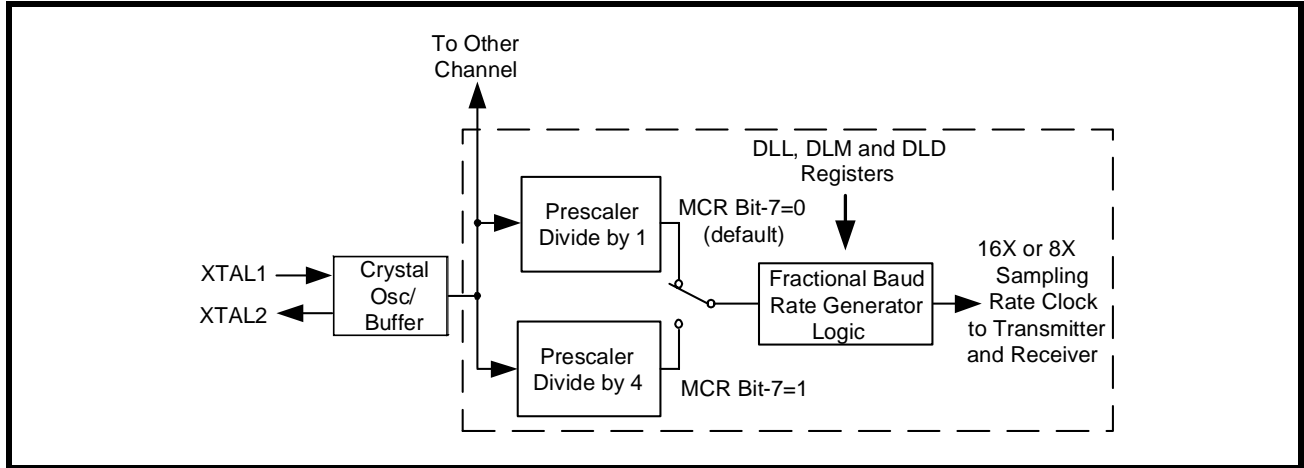 To Other
Channel
DLL, DLM and DLD
Registers
Prescaler
Divide by 1
MCR Bit-7=0
(default)
XTAL1
XTAL2
Crystal
Osc/
Buffer
Fractional Baud
Rate Generator
Logic
16X or 8X
Sampling
Rate Clock
to Transmitter
and Receiver
Prescaler
Divide by 4
MCR Bit-7=1